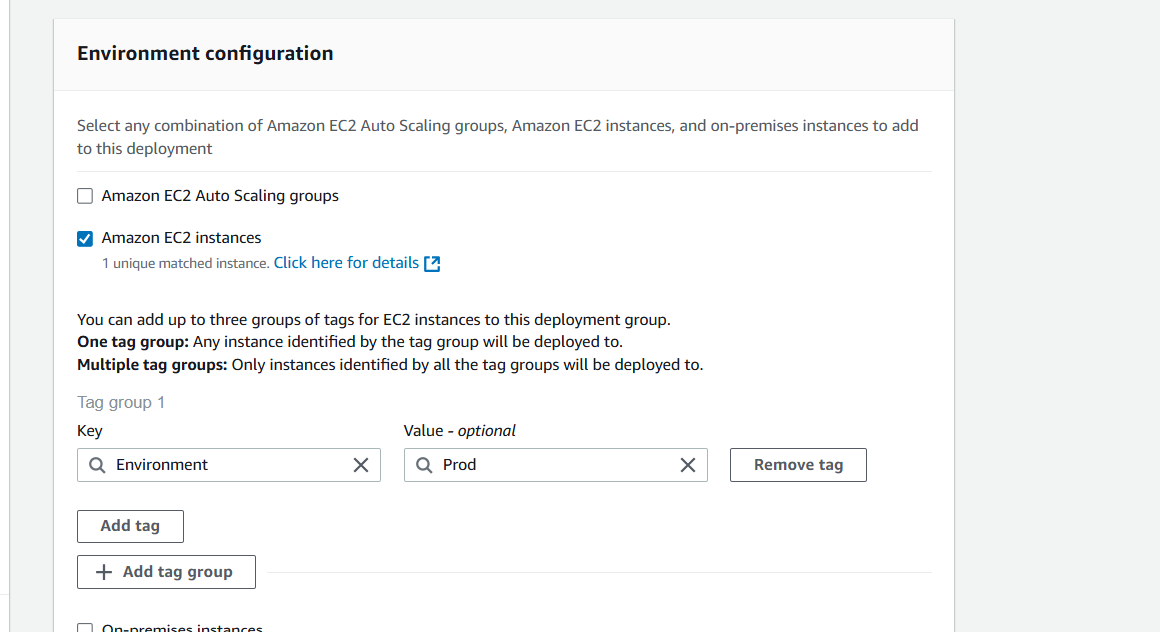 Environment configuration
Select any combination of Amazon EC2 Auto Scaling groups, Amazon EC2 instances, and on-premises instances to add
to this deployment
Amazon EC2 Auto Scaling groups
Amazon EC2 instances
1 unique matched instance. Click here for details
You can add up to three groups of tags for EC2 instances to this deployment group.
One tag group: Any instance identified by the tag group will be deployed to.
Multiple tag groups: Only instances identified by all the tag groups will be deployed to.
Tag group 1
Key Value - optional
Environment Prod Remove tag
Add tag
Add tag group
On-premises instances